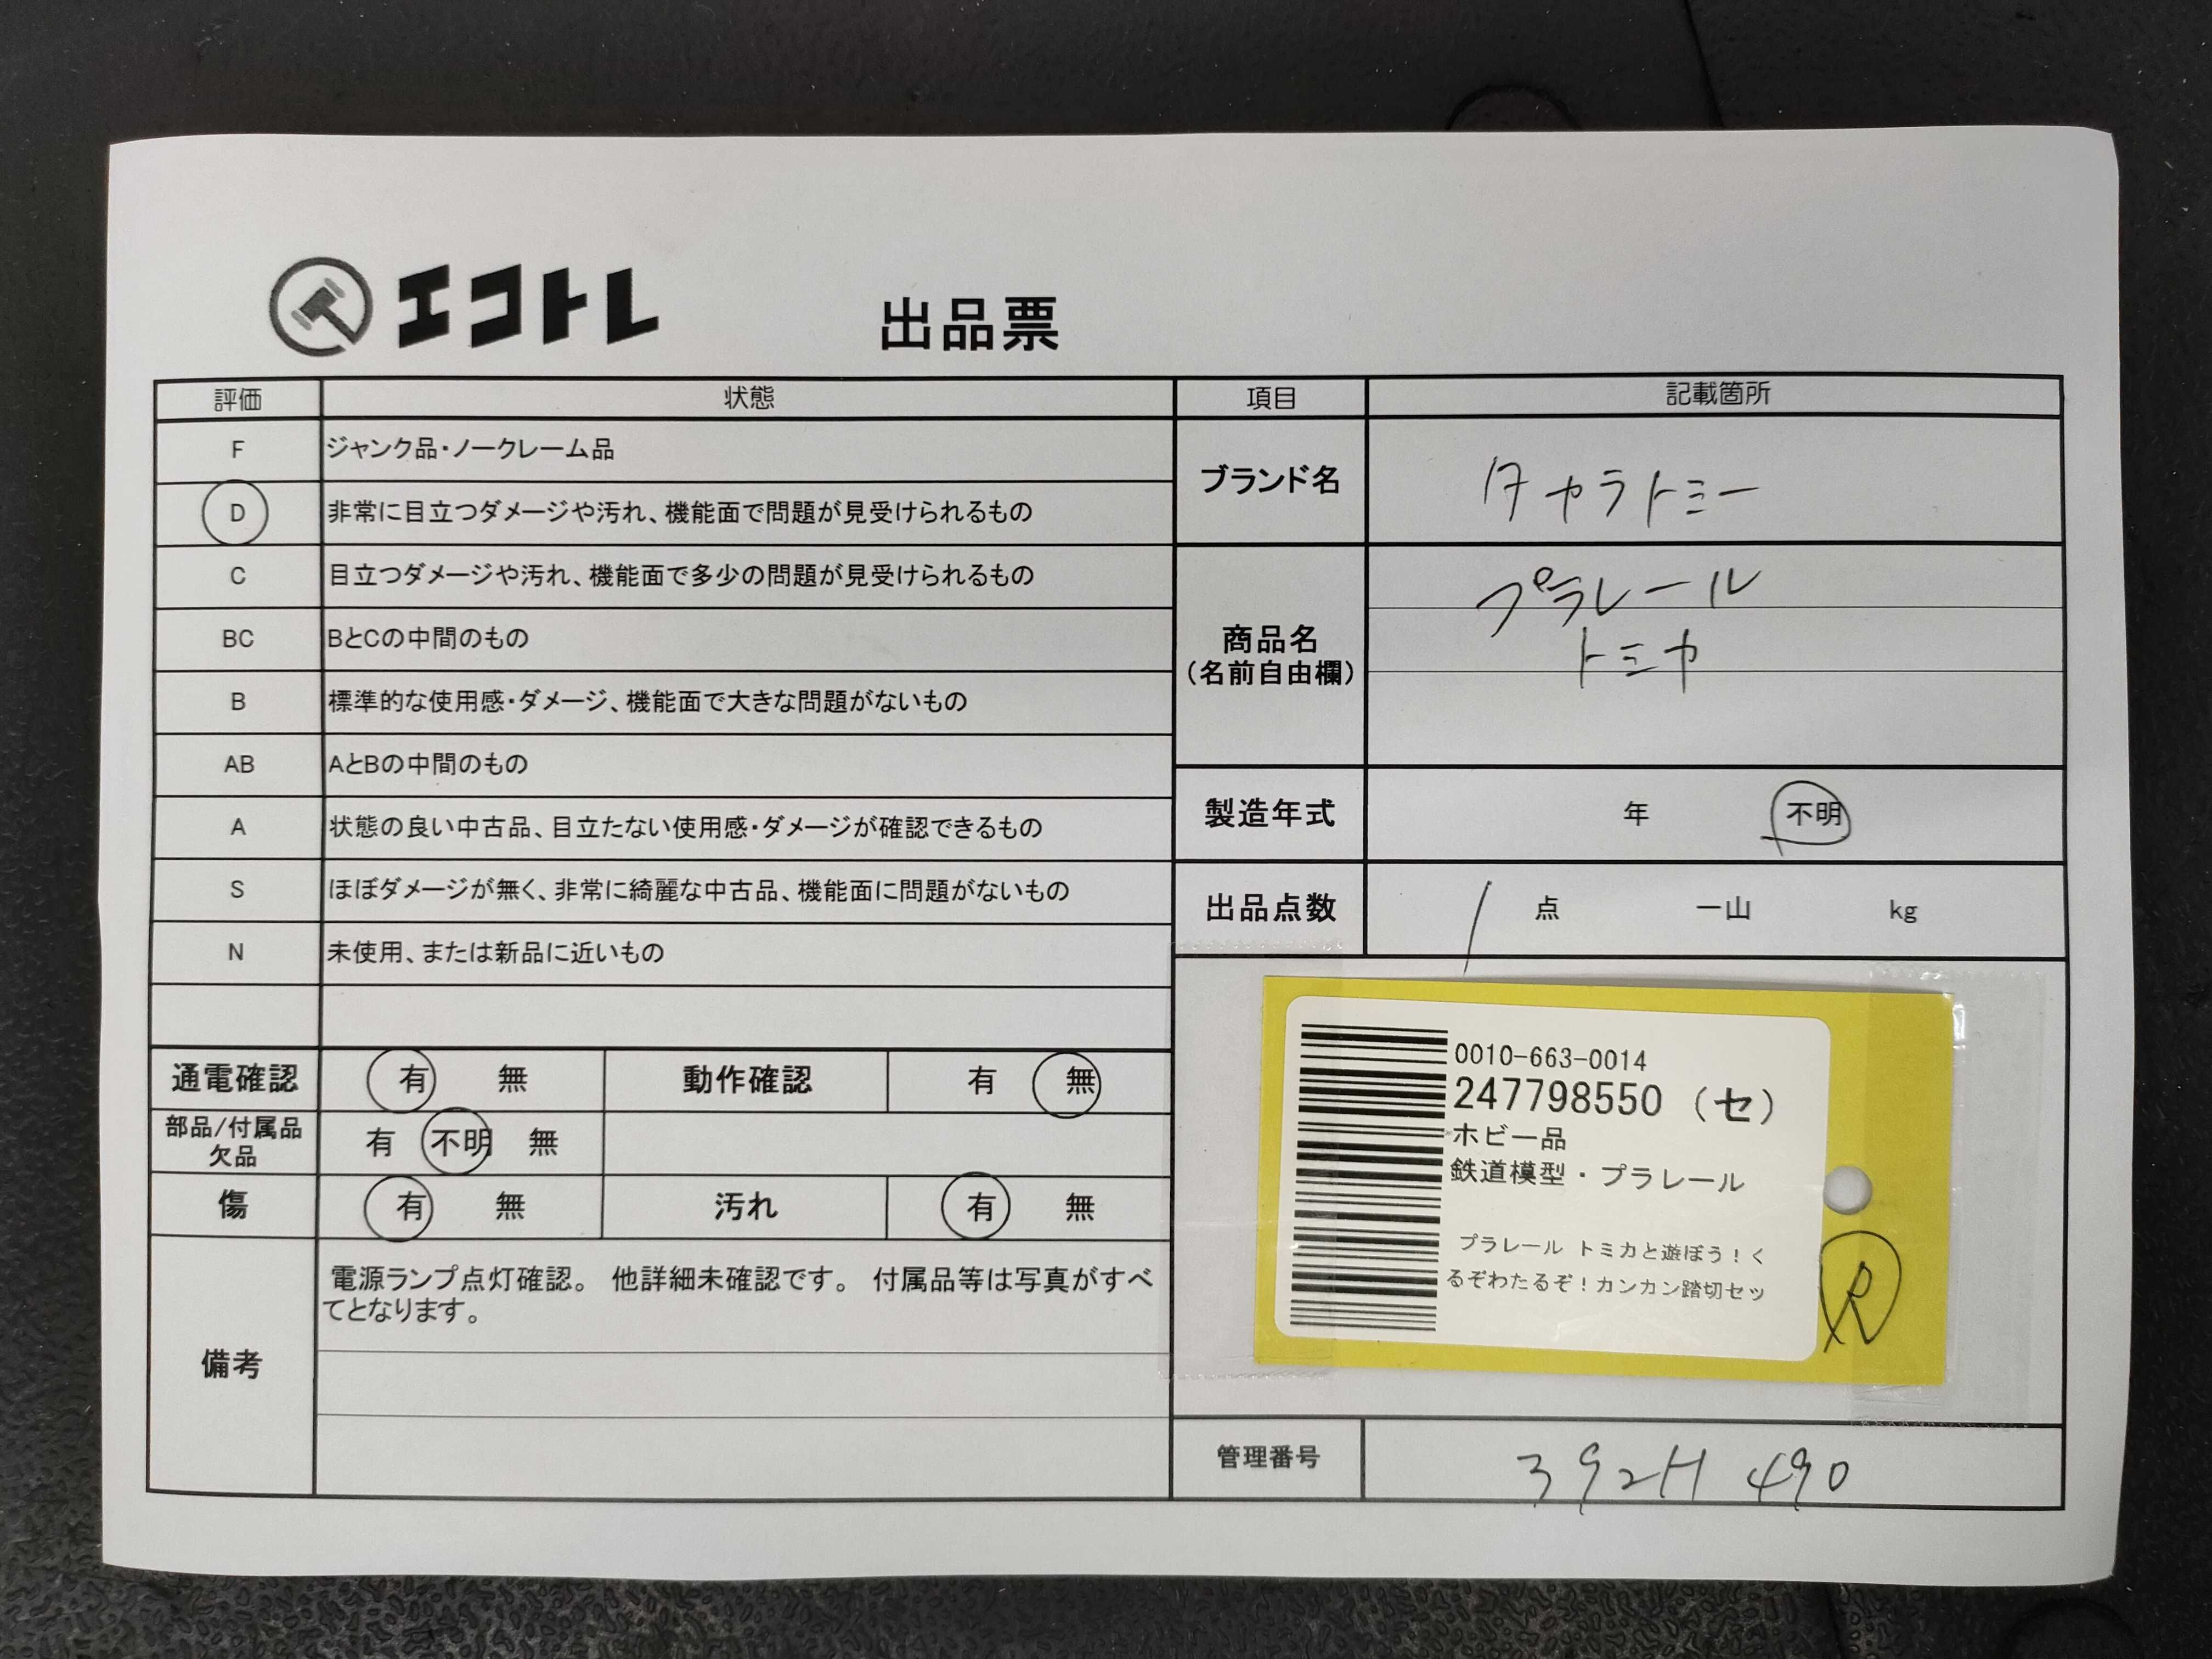 エコトレ
出品票
評価 状態
F ジャンク品・ノークレーム品
D 非常に目立つダメージや汚れ、機能面で問題が見受けられるもの
C 目立つダメージや汚れ、機能面で多少の問題が見受けられるもの
BC BとCの中間のもの
B 標準的な使用感・ダメージ、機能面で大きな問題がないもの
AB AとBの中間のもの
A 状態の良い中古品、目立たない使用感・ダメージが確認できるもの
S ほぼダメージが無く、非常に綺麗な中古品、機能面に問題がないもの
N 未使用、または新品に近いもの
通電確認 有 無 動作確認 有 無
部品/付属品
欠品
有 不明 無
傷 有 無 汚れ 有 無
備考
電源ランプ点灯確認。 他詳細未確認です。 付属品等は写真がすべ
てとなります。
項目 記載箇所
ブランド名 タカラトミー
商品名
(名前自由欄)
プラレール
トミカ
製造年式 年 不明
出品点数 1 点 一山 kg
0010-663-0014
247798550 (セ)
ホビー品
鉄道模型・プラレール
プラレール トミカと遊ぼう！く
るぞわたるぞ！カンカン踏切セッ
R
管理番号 392H 490